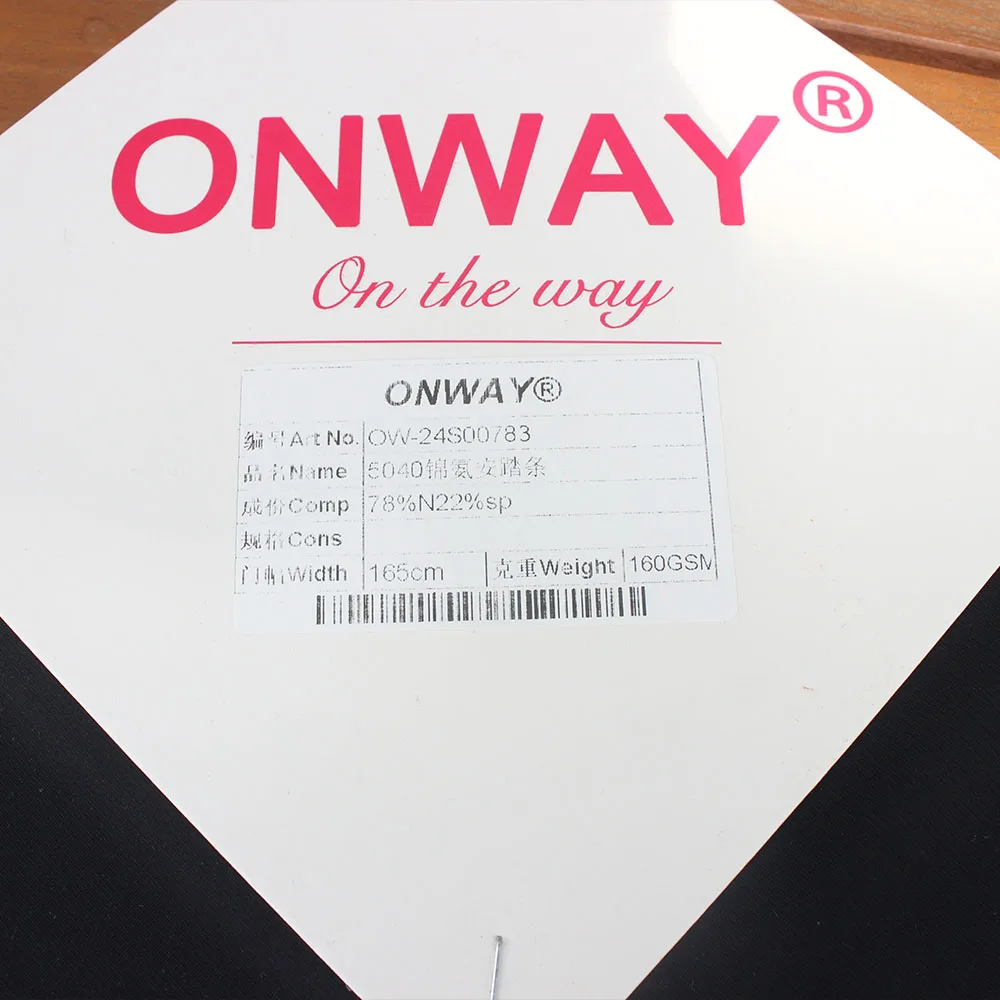 ONWAY®
On the way
ONWAY®
编号Art No. OW-24S00783
品名Name 5040锦氨安踏条
成份Comp 78%N22%sp
规格Cons
门幅Width 165cm 克重Weight 160GSM